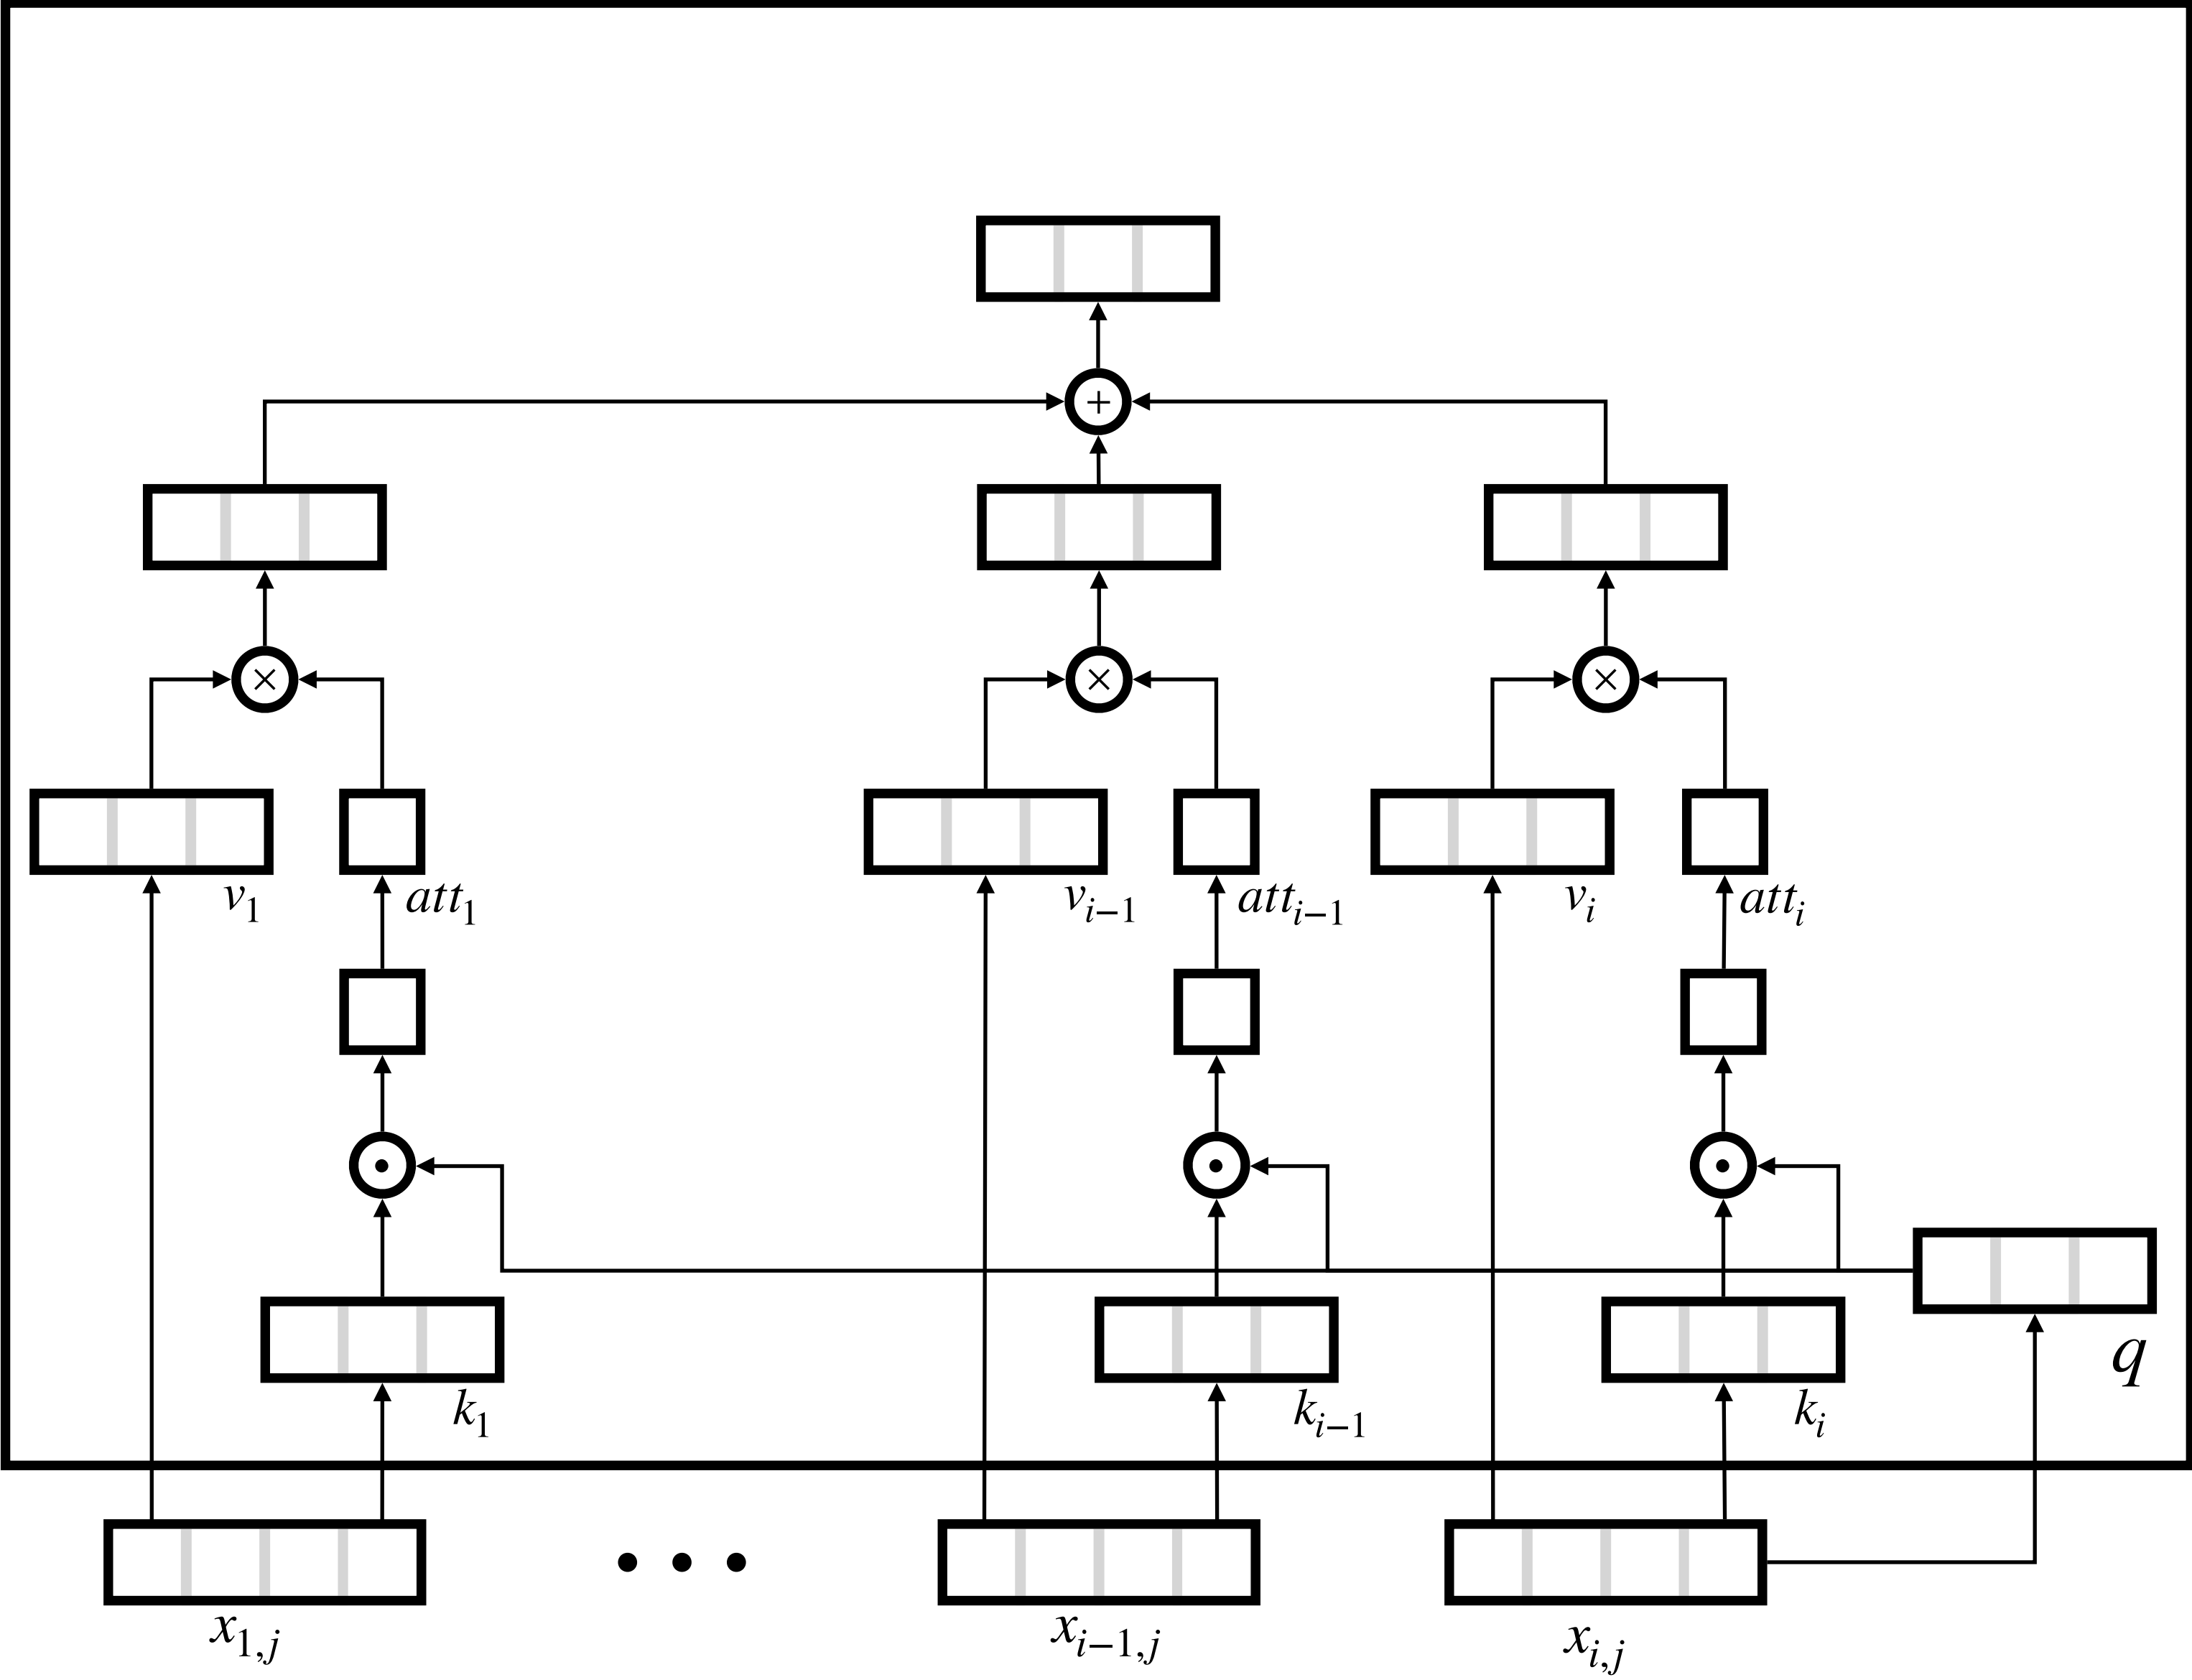 +
× × ×
v₁ att₁ vᵢ₋₁ attᵢ₋₁ vᵢ attᵢ
q
k₁ kᵢ₋₁ kᵢ
• • •
x₁,ⱼ xᵢ₋₁,ⱼ xᵢ,ⱼ